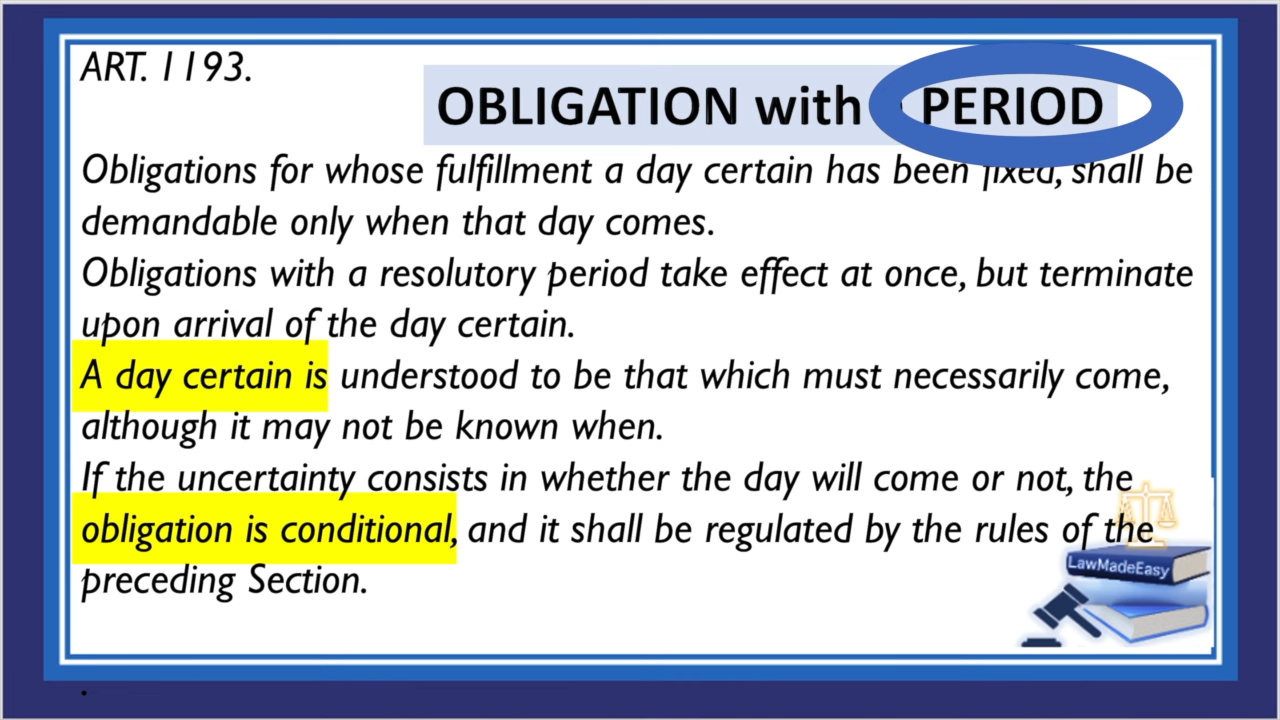 ART. 1193.
OBLIGATION with PERIOD
Obligations for whose fulfillment a day certain has been fixed, shall be
demandable only when that day comes.
Obligations with a resolutory period take effect at once, but terminate
upon arrival of the day certain.
A day certain is understood to be that which must necessarily come,
although it may not be known when.
If the uncertainty consists in whether the day will come or not, the
obligation is conditional, and it shall be regulated by the rules of the
preceding Section.
LawMadeEasy